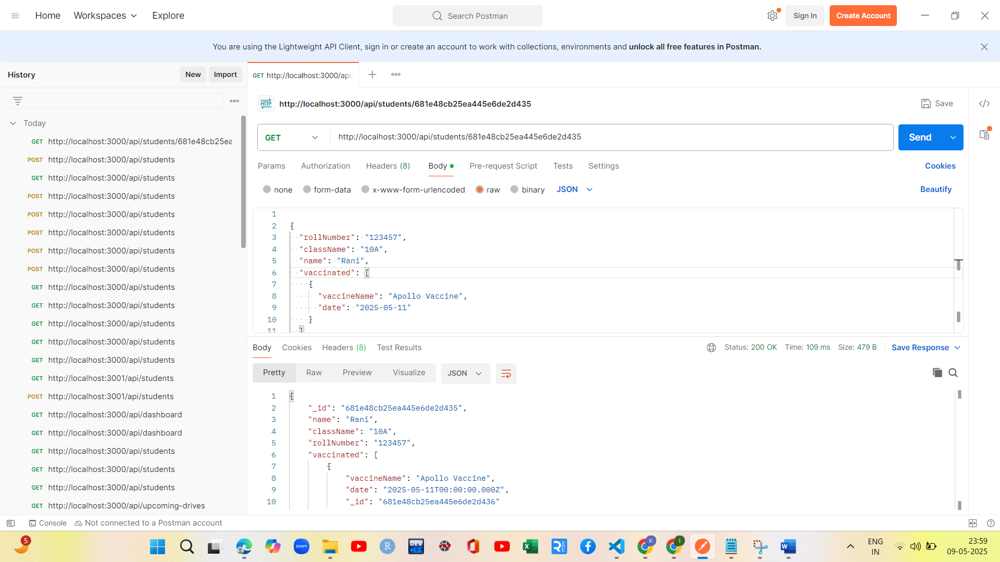 Home
Workspaces
Explore
Search Postman
Sign In
Create Account
You are using the Lightweight API Client, sign in or create an account to work with collections, environments and unlock all free features in Postman.
History
New
Import
GET http://localhost:3000/api/
Today
GET http://localhost:3000/api/students/681e48cb25ea
POST http://localhost:3000/api/students
GET http://localhost:3000/api/students
POST http://localhost:3000/api/students
POST http://localhost:3000/api/students
POST http://localhost:3000/api/students
POST http://localhost:3000/api/students
POST http://localhost:3000/api/students
GET http://localhost:3000/api/students
GET http://localhost:3000/api/students
GET http://localhost:3000/api/students
GET http://localhost:3000/api/students
GET http://localhost:3000/api/students
GET http://localhost:3001/api/students
POST http://localhost:3001/api/students
GET http://localhost:3000/api/dashboard
GET http://localhost:3000/api/dashboard
GET http://localhost:3000/api/students
GET http://localhost:3000/api/students
GET http://localhost:3000/api/students
GET http://localhost:3000/api/upcoming-drives
HTTP http://localhost:3000/api/students/681e48cb25ea445e6de2d435
Save
GET http://localhost:3000/api/students/681e48cb25ea445e6de2d435
Send
Params Authorization Headers (8) Body Pre-request Script Tests Settings
Cookies
none form-data x-www-form-urlencoded raw binary JSON
Beautify
1
2 {
3 "rollNumber": "123457",
4 "className": "10A",
5 "name": "Rani",
6 "vaccinated": [
7 {
8 "vaccineName": "Apollo Vaccine",
9 "date": "2025-05-11"
10 }
11 ]
Body Cookies Headers (8) Test Results
Status: 200 OK Time: 109 ms Size: 479 B
Save Response
Pretty Raw Preview Visualize JSON
1 {
2 "_id": "681e48cb25ea445e6de2d435",
3 "name": "Rani",
4 "className": "10A",
5 "rollNumber": "123457",
6 "vaccinated": [
7 {
8 "vaccineName": "Apollo Vaccine",
9 "date": "2025-05-11T00:00:00.000Z",
10 "_id": "681e48cb25ea445e6de2d436"
Console
Not connected to a Postman account
5
zoom
R
DEV
C++
K
I
ENG
IN
23:59
09-05-2025